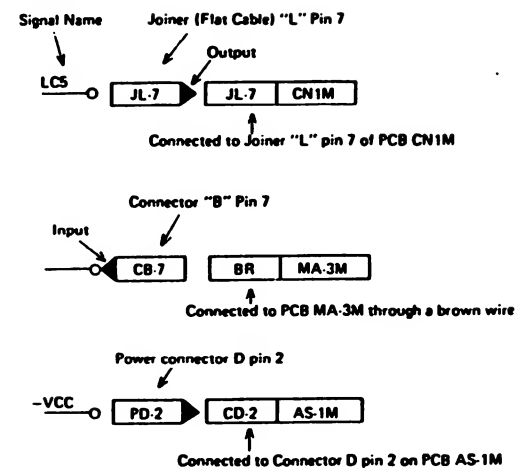 Signal Name
Joiner (Flat Cable) "L" Pin 7
Output
LC5
JL-7
JL-7
CN1M
Connected to Joiner "L" pin 7 of PCB CN1M
Connector "B" Pin 7
Input
CB-7
BR
MA-3M
Connected to PCB MA-3M through a brown wire
Power connector D pin 2
-VCC
PD-2
CD-2
AS-1M
Connected to Connector D pin 2 on PCB AS-1M